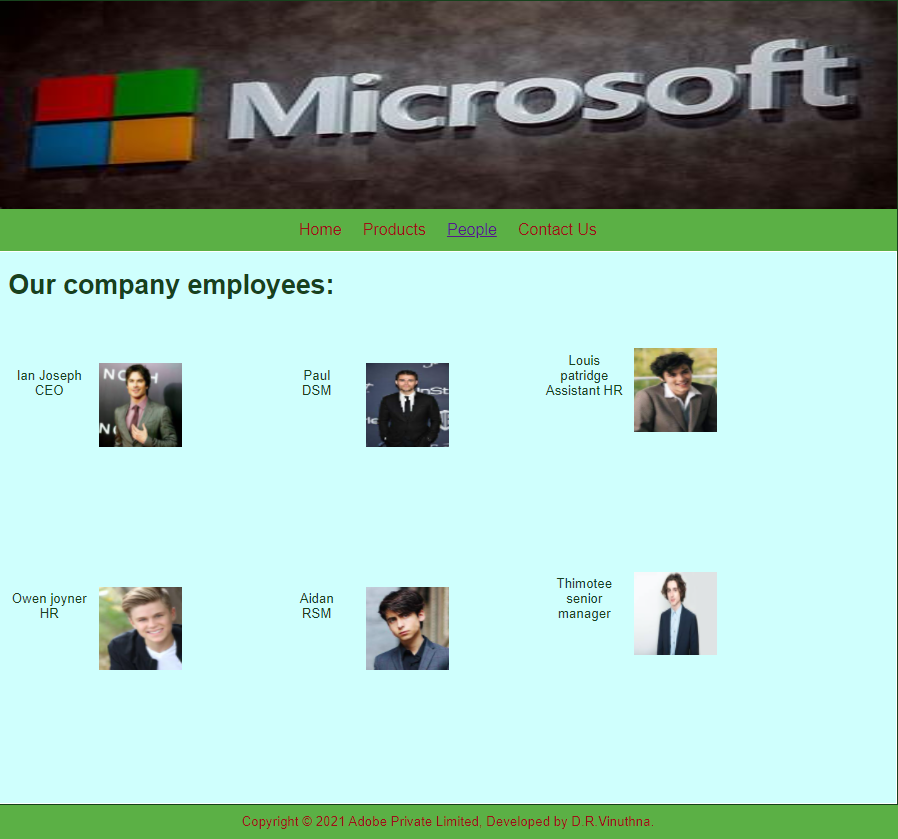 Microsoft
Home Products People Contact Us
Our company employees:
Ian Joseph
CEO
Paul
DSM
Louis
patridge
Assistant HR
Owen joyner
HR
Aidan
RSM
Thimotee
senior
manager
Copyright © 2021 Adobe Private Limited, Developed by D.R.Vinuthna.